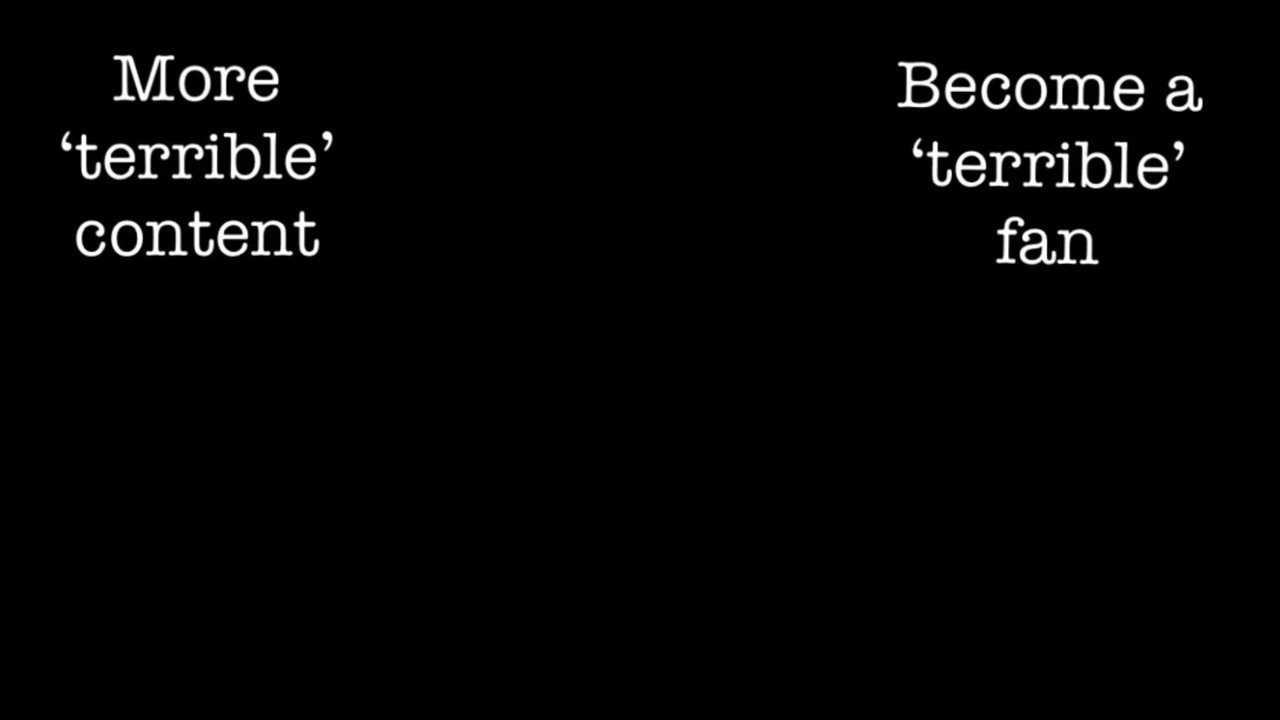 More
‘terrible’
content
Become a
‘terrible’
fan